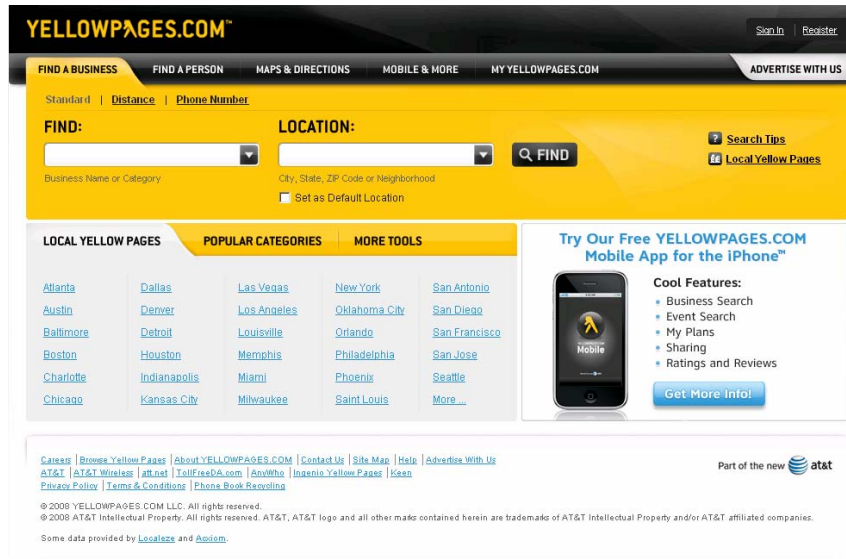 YELLOWPAGES.COM™
Sign In | Register
FIND A BUSINESS FIND A PERSON MAPS & DIRECTIONS MOBILE & MORE MY YELLOWPAGES.COM ADVERTISE WITH US
Standard | Distance | Phone Number
FIND: LOCATION:
FIND
? Search Tips
Local Yellow Pages
Business Name or Category City, State, ZIP Code or Neighborhood
Set as Default Location
LOCAL YELLOW PAGES POPULAR CATEGORIES MORE TOOLS
Atlanta Dallas Las Vegas New York San Antonio
Austin Denver Los Angeles Oklahoma City San Diego
Baltimore Detroit Louisville Orlando San Francisco
Boston Houston Memphis Philadelphia San Jose
Charlotte Indianapolis Miami Phoenix Seattle
Chicago Kansas City Milwaukee Saint Louis More ...
Try Our Free YELLOWPAGES.COM
Mobile App for the iPhone™
Mobile
Cool Features:
• Business Search
• Event Search
• My Plans
• Sharing
• Ratings and Reviews
Get More Info!
Careers | Browse Yellow Pages | About YELLOWPAGES.COM | Contact Us | Site Map | Help | Advertise With Us
AT&T | AT&T Wireless | att.net | TollFreeDA.com | AnyWho | Ingenio Yellow Pages | Keen
Privacy Policy | Terms & Conditions | Phone Book Recycling
Part of the new at&t
© 2008 YELLOWPAGES.COM LLC. All rights reserved.
© 2008 AT&T Intellectual Property. All rights reserved. AT&T, AT&T logo and all other marks contained herein are trademarks of AT&T Intellectual Property and/or AT&T affiliated companies.
Some data provided by Localeze and Acxiom.